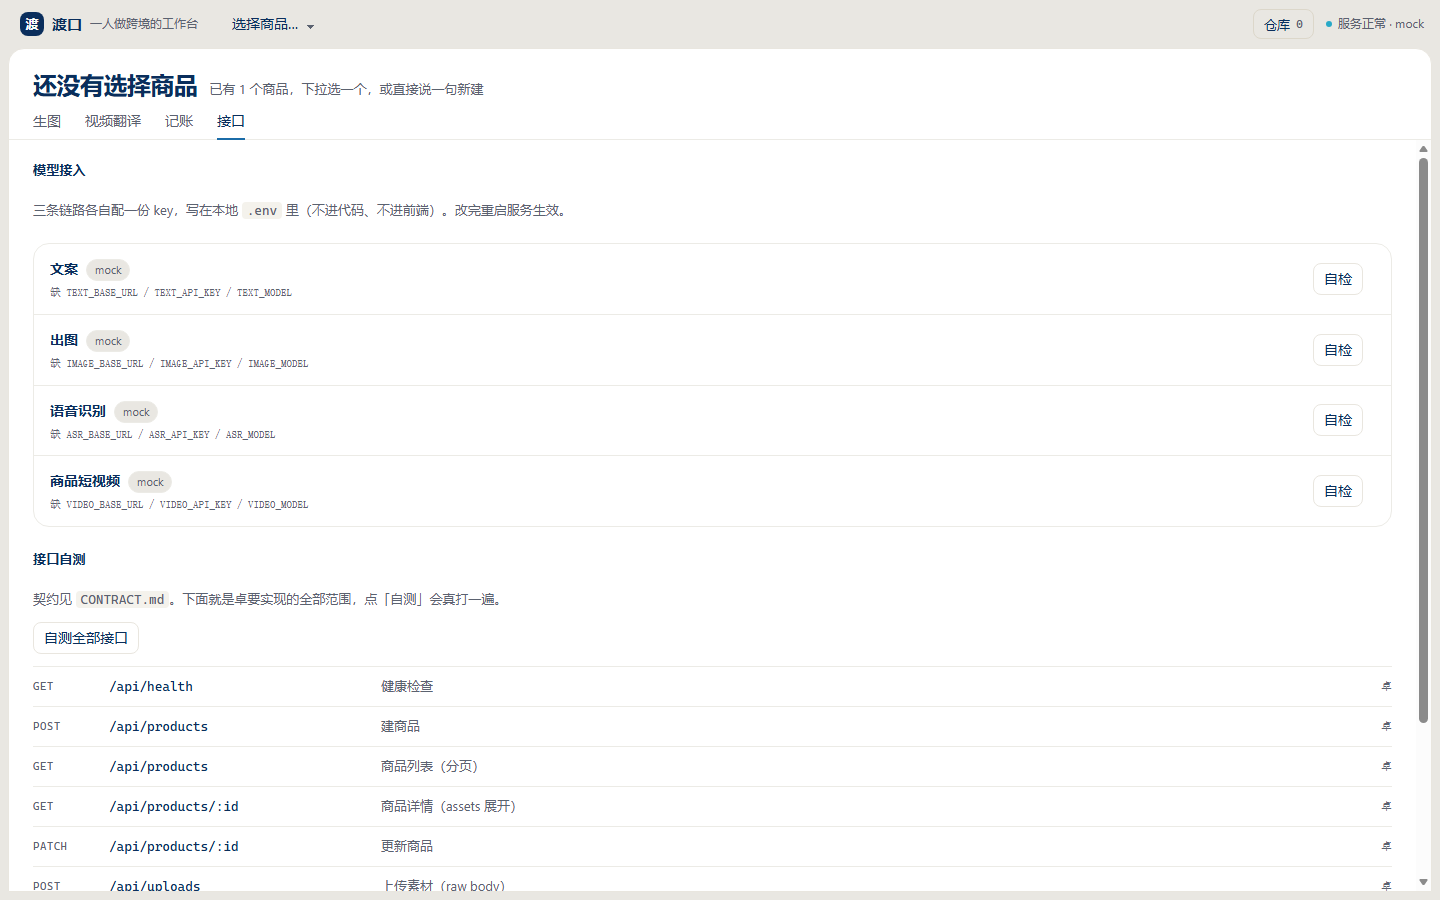 渡 渡口 一人做跨境的工作台 选择商品... 仓库 0 服务正常 · mock
还没有选择商品 已有 1 个商品，下拉选一个，或直接说一句新建
生图 视频翻译 记账 接口
模型接入
三条链路各自配一份 key，写在本地 .env 里（不进代码、不进前端）。改完重启服务生效。
文案 mock
缺 TEXT_BASE_URL / TEXT_API_KEY / TEXT_MODEL
自检
出图 mock
缺 IMAGE_BASE_URL / IMAGE_API_KEY / IMAGE_MODEL
自检
语音识别 mock
缺 ASR_BASE_URL / ASR_API_KEY / ASR_MODEL
自检
商品短视频 mock
缺 VIDEO_BASE_URL / VIDEO_API_KEY / VIDEO_MODEL
自检
接口自测
契约见 CONTRACT.md。下面就是卓要实现的全部范围，点「自测」会真打一遍。
自测全部接口
GET /api/health 健康检查 卓
POST /api/products 建商品 卓
GET /api/products 商品列表（分页） 卓
GET /api/products/:id 商品详情（assets 展开） 卓
PATCH /api/products/:id 更新商品 卓
POST /api/uploads 上传素材（raw body） 卓